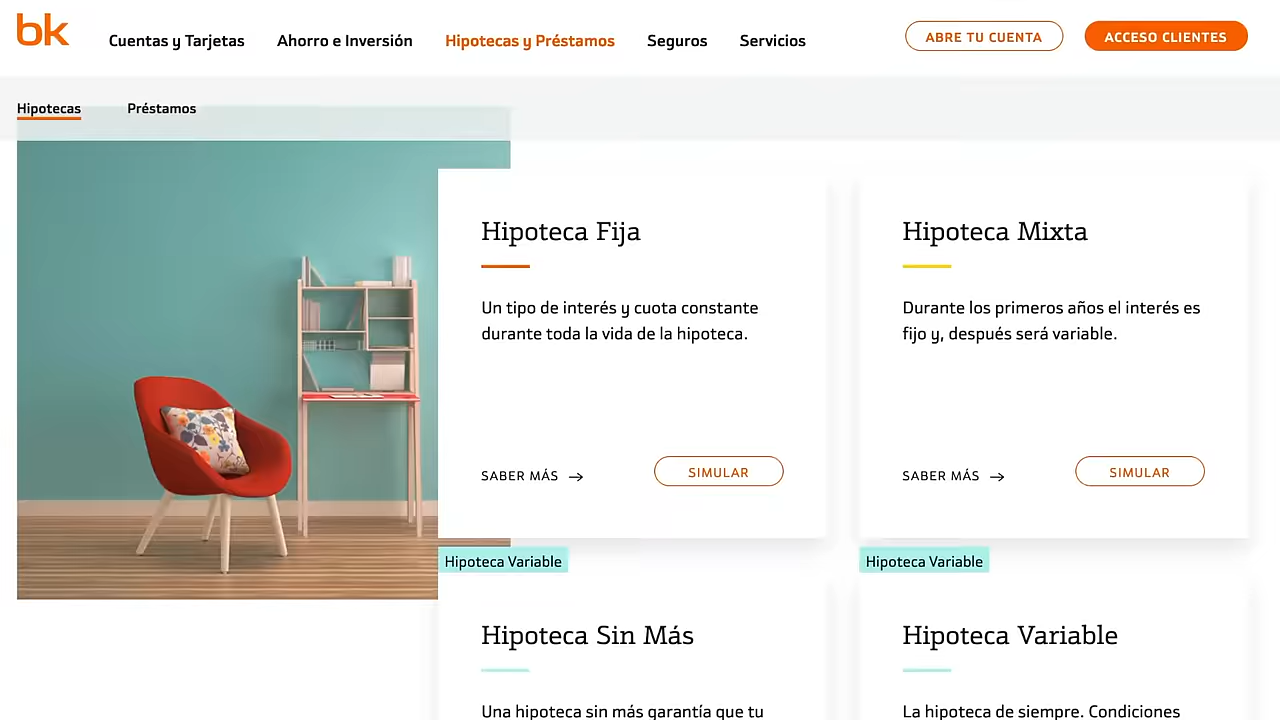 bk
Cuentas y Tarjetas
Ahorro e Inversión
Hipotecas y Préstamos
Seguros
Servicios
ABRE TU CUENTA
ACCESO CLIENTES
Hipotecas
Préstamos
Hipoteca Fija
Un tipo de interés y cuota constante
durante toda la vida de la hipoteca.
SABER MÁS →
SIMULAR
Hipoteca Mixta
Durante los primeros años el interés es
fijo y, después será variable.
SABER MÁS →
SIMULAR
Hipoteca Variable
Hipoteca Sin Más
Una hipoteca sin más garantía que tu
Hipoteca Variable
Hipoteca Variable
La hipoteca de siempre. Condiciones